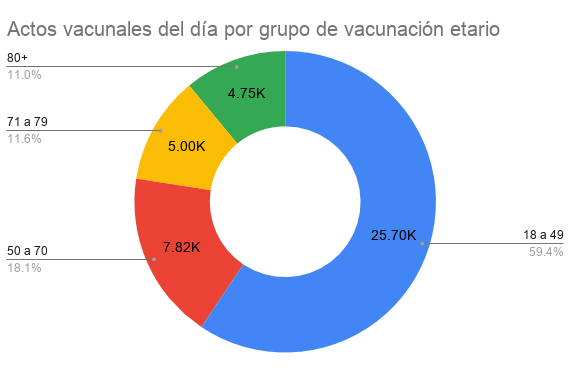 Actos vacunales del día por grupo de vacunación etario
80+
11.0%
4.75K
71 a 79
11.6%
5.00K
25.70K
18 a 49
59.4%
50 a 70
18.1%
7.82K